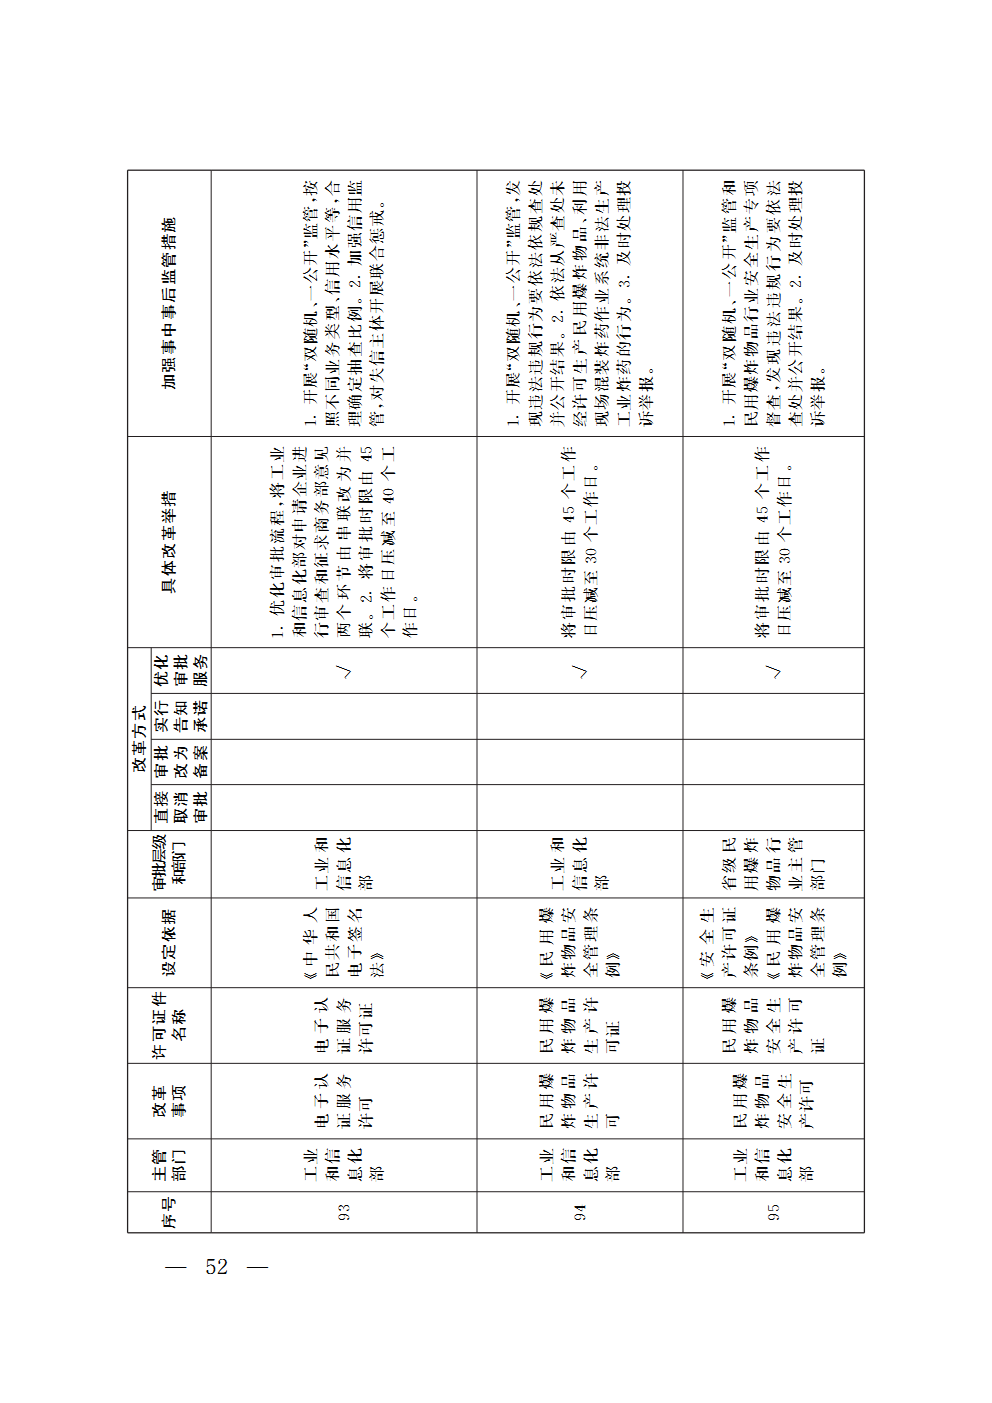 序号
主管
部门
改革
事项
许可证件
名称
设定依据
审批层级
和部门
改革方式
直接
取消
审批
审批
改为
备案
实行
告知
承诺
优化
审批
服务
具体改革举措
加强事中事后监管措施
93
工业
和信
息化
部
电子认
证服务
许可
电子认
证服务
许可证
《中华人
民共和国
电子签名
法》
工业和
信息化
部
√
1. 优化审批流程,将工业
和信息化部对申请企业进
行审查和征求商务部意见
两个环节由串联改为并
联。2. 将审批时限由 45
个工作日压减至 40 个工
作日。
1. 开展“双随机、一公开”监管,按
照不同业务类型、信用水平等,合
理确定抽查比例。2. 加强信用监
管,对失信主体开展联合惩戒。
94
工业
和信
息化
部
民用爆
炸物品
生产许
可
民用爆
炸物品
生产许
可证
《民用爆
炸物品安
全管理条
例》
工业和
信息化
部
√
将审批时限由 45 个工作
日压减至 30 个工作日。
1. 开展“双随机、一公开”监管,发
现违法违规行为要依法依规查处
并公开结果。2. 依法从严查处未
经许可生产民用爆炸物品、利用
现场混装炸药作业系统非法生产
工业炸药的行为。3. 及时处理投
诉举报。
95
工业
和信
息化
部
民用爆
炸物品
安全生
产许可
民用爆
炸物品
安全生
产许可
证
《安全生
产许可证
条例》
《民用爆
炸物品安
全管理条
例》
省级民
用爆炸
物品行
业主管
部门
√
将审批时限由 45 个工作
日压减至 30 个工作日。
1. 开展“双随机、一公开”监管和
民用爆炸物品行业安全生产专项
督查,发现违法违规行为要依法
查处并公开结果。2. 及时处理投
诉举报。
— 52 —